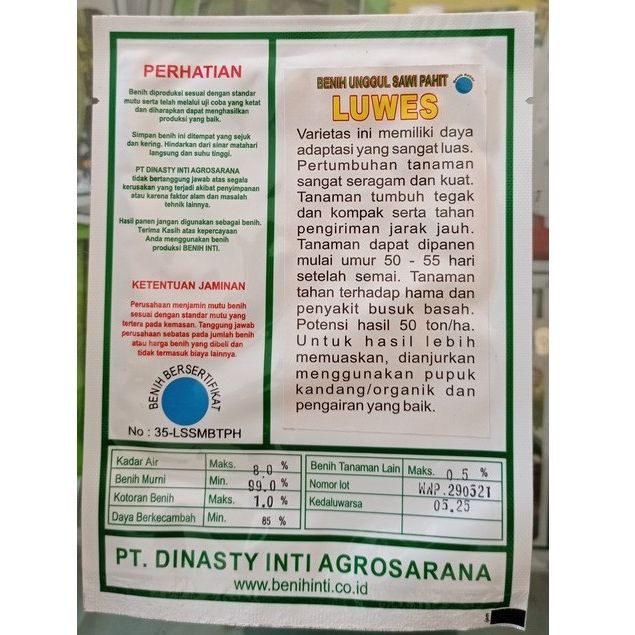 PERHATIAN
Benih diproduksi sesuai dengan standar
mutu serta telah melalui uji coba yang ketat
dan diharapkan dapat menghasilkan
produksi yang baik.
Simpan benih ini ditempat yang sejuk
dan kering. Hindarkan dari sinar matahari
langsung dan suhu tinggi.
PT DINASTY INTI AGROSARANA
tidak bertanggung jawab atas segala
kerusakan yang terjadi akibat penyimpanan
atau karena faktor alam dan masalah
tehnik lainnya.
Hasil panen jangan digunakan sebagai benih.
Terima Kasih atas kepercayaan
Anda menggunakan benih
produksi BENIH INTI.
KETENTUAN JAMINAN
Perusahaan menjamin mutu benih
sesuai dengan standar mutu yang
tertera pada kemasan. Tanggung jawab
perusahaan sebatas pada jumlah benih
atau harga benih yang dibeli dan
tidak termasuk biaya lainnya.
BENIH BERSERTIFIKAT
No : 35-LSSMBTPH
BENIH UNGGUL SAWI PAHIT
LUWES
Varietas ini memiliki daya
adaptasi yang sangat luas.
Pertumbuhan tanaman
sangat seragam dan kuat.
Tanaman tumbuh tegak
dan kompak serta tahan
pengiriman jarak jauh.
Tanaman dapat dipanen
mulai umur 50 - 55 hari
setelah semai. Tanaman
tahan terhadap hama dan
penyakit busuk basah.
Potensi hasil 50 ton/ha.
Untuk hasil lebih
memuaskan, dianjurkan
menggunakan pupuk
kandang/organik dan
pengairan yang baik.
Kadar Air Maks. 8.0 %
Benih Murni Min. 99.0 %
Kotoran Benih Maks. 1.0 %
Daya Berkecambah Min. 85 %
Benih Tanaman Lain Maks. 0.5 %
Nomor lot WAP.290521
Kedaluwarsa 05.25
PT. DINASTY INTI AGROSARANA
www.benihinti.co.id